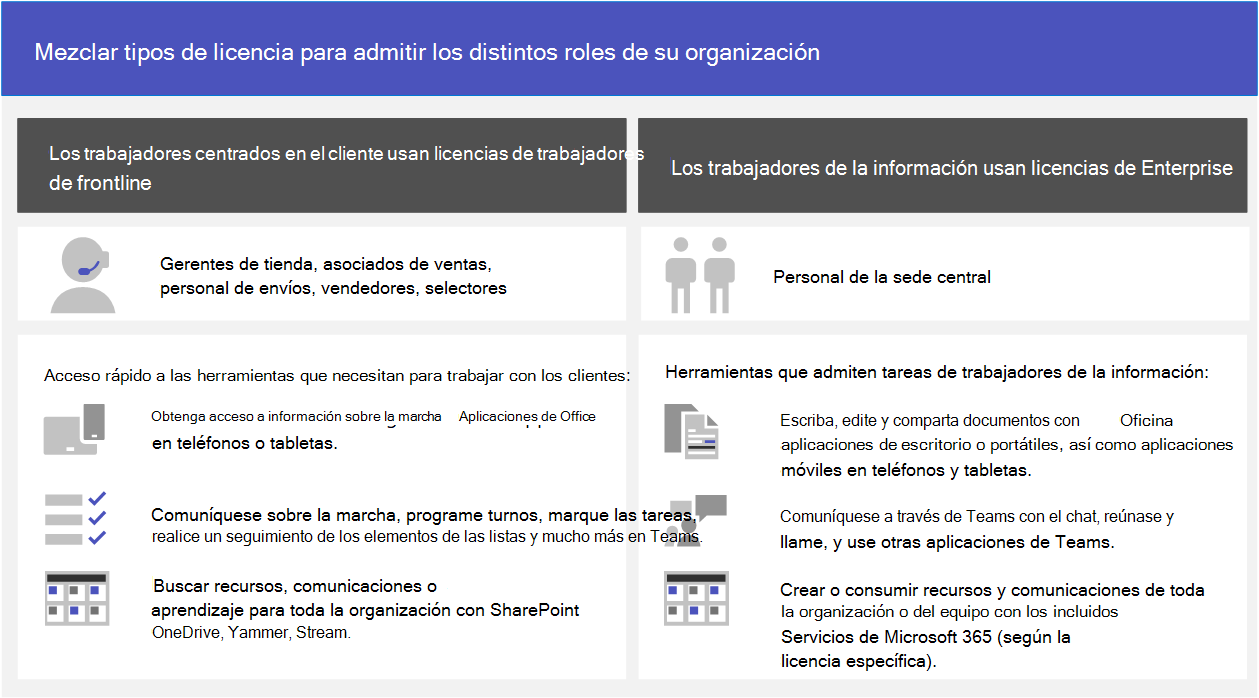 Mezclar tipos de licencia para admitir los distintos roles de su organización
Los trabajadores centrados en el cliente usan licencias de trabajadores
de frontline
Los trabajadores de la información usan licencias de Enterprise
Gerentes de tienda, asociados de ventas,
personal de envíos, vendedores, selectores
Personal de la sede central
Acceso rápido a las herramientas que necesitan para trabajar con los clientes:
Obtenga acceso a información sobre la marcha Aplicaciones de Office
en teléfonos o tabletas.
Comuníquese sobre la marcha, programe turnos, marque las tareas,
realice un seguimiento de los elementos de las listas y mucho más en Teams.
Buscar recursos, comunicaciones o
aprendizaje para toda la organización con SharePoint
OneDrive, Yammer, Stream.
Herramientas que admiten tareas de trabajadores de la información:
Escriba, edite y comparta documentos con Oficina
aplicaciones de escritorio o portátiles, así como aplicaciones
móviles en teléfonos y tabletas.
Comuníquese a través de Teams con el chat, reúnase y
llame, y use otras aplicaciones de Teams.
Crear o consumir recursos y comunicaciones de toda
la organización o del equipo con los incluidos
Servicios de Microsoft 365 (según la
licencia específica).